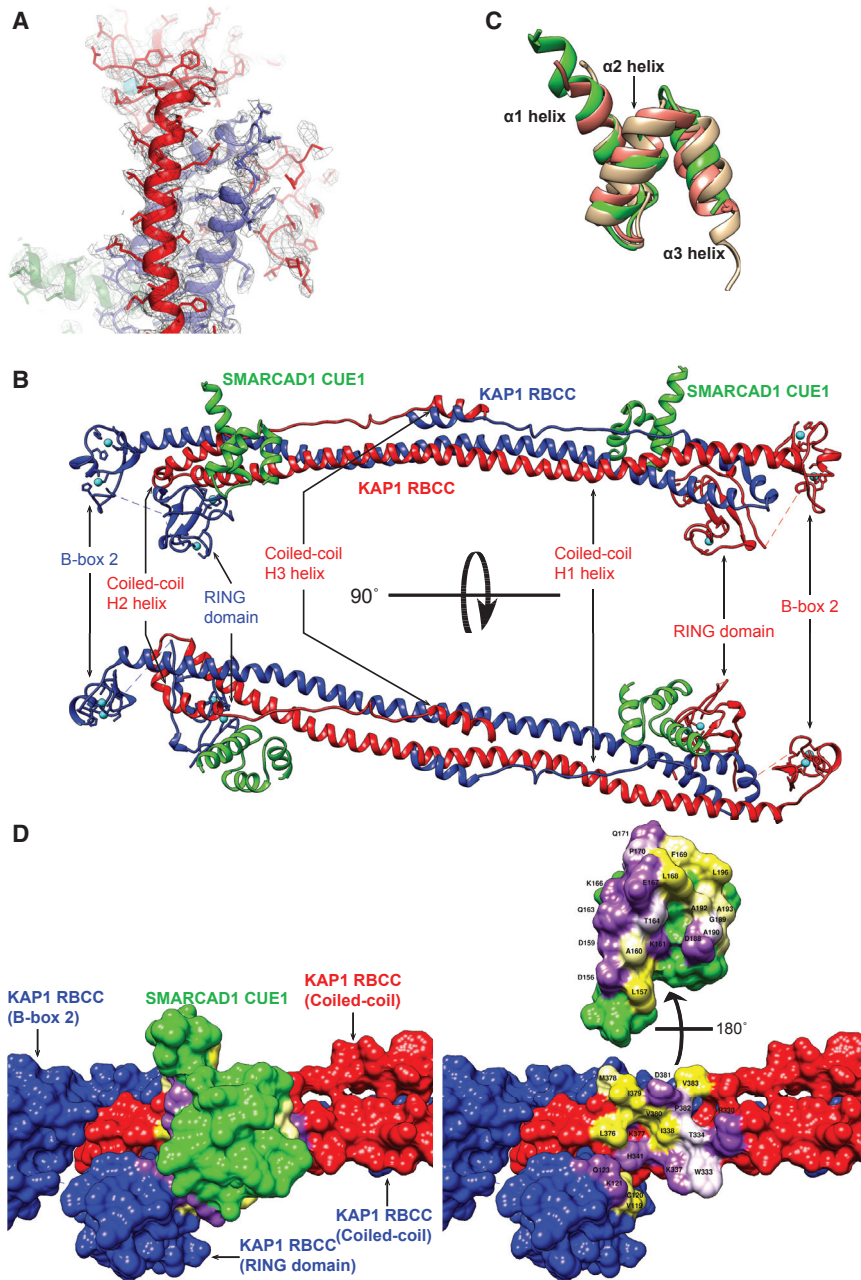 A
C
α2 helix
α1 helix
α3 helix
B
SMARCAD1 CUE1
KAP1 RBCC
SMARCAD1 CUE1
KAP1 RBCC
B-box 2
Coiled-coil
H2 helix
RING
domain
Coiled-coil
H3 helix
90°
Coiled-coil
H1 helix
RING domain
B-box 2
D
Q171
P170
F169
L168
L196
K166
E167
Q163
T164
A192
A193
G189
A190
D159
A160
K161
D188
D156
L157
180°
KAP1 RBCC
(B-box 2)
SMARCAD1 CUE1
KAP1 RBCC
(Coiled-coil)
KAP1 RBCC
(Coiled-coil)
KAP1 RBCC
(RING domain)
D381
M378
V383
I379
P382
V380
L376
K377
I338
T334
H341
Q123
K337
W333
K121
V119